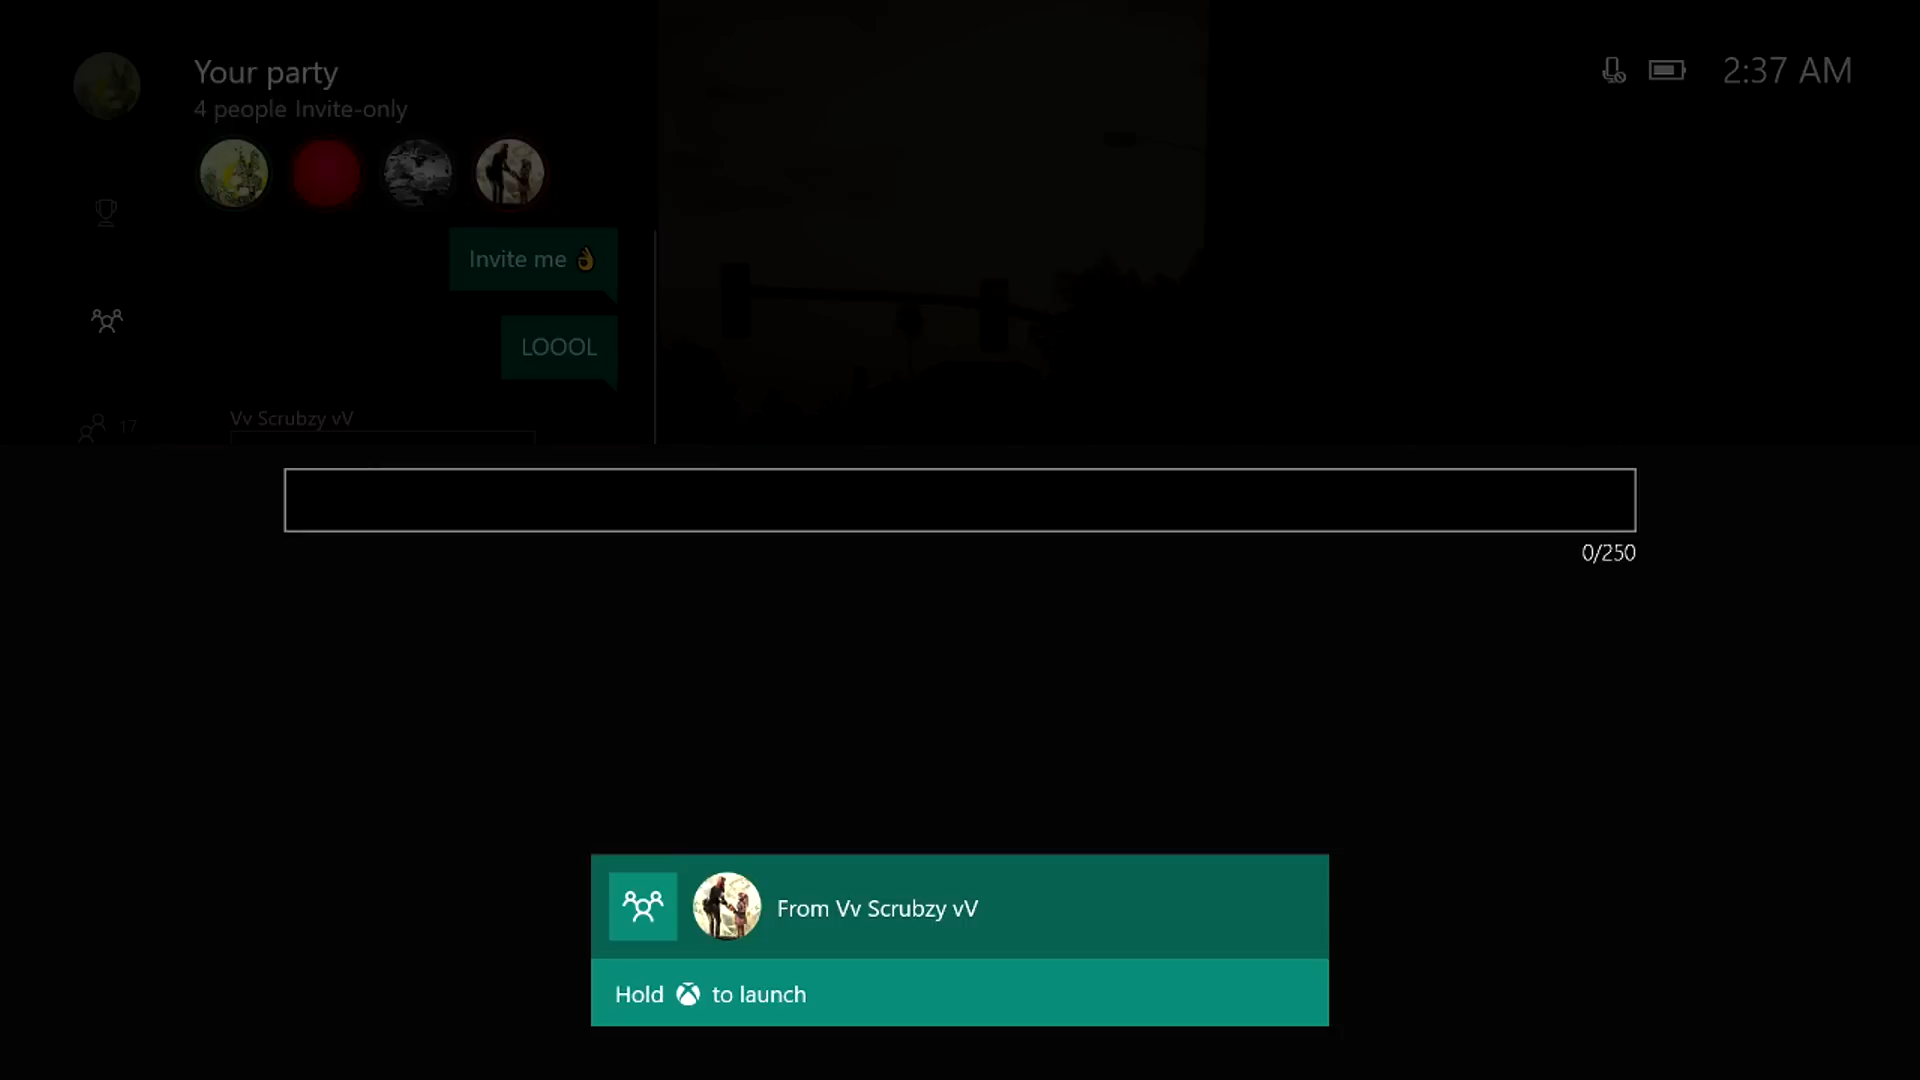 Your party
4 people Invite-only
2:37 AM
Invite me 👌
LOOOL
17
Vv Scrubzy vV
0/250
From Vv Scrubzy vV
Hold to launch